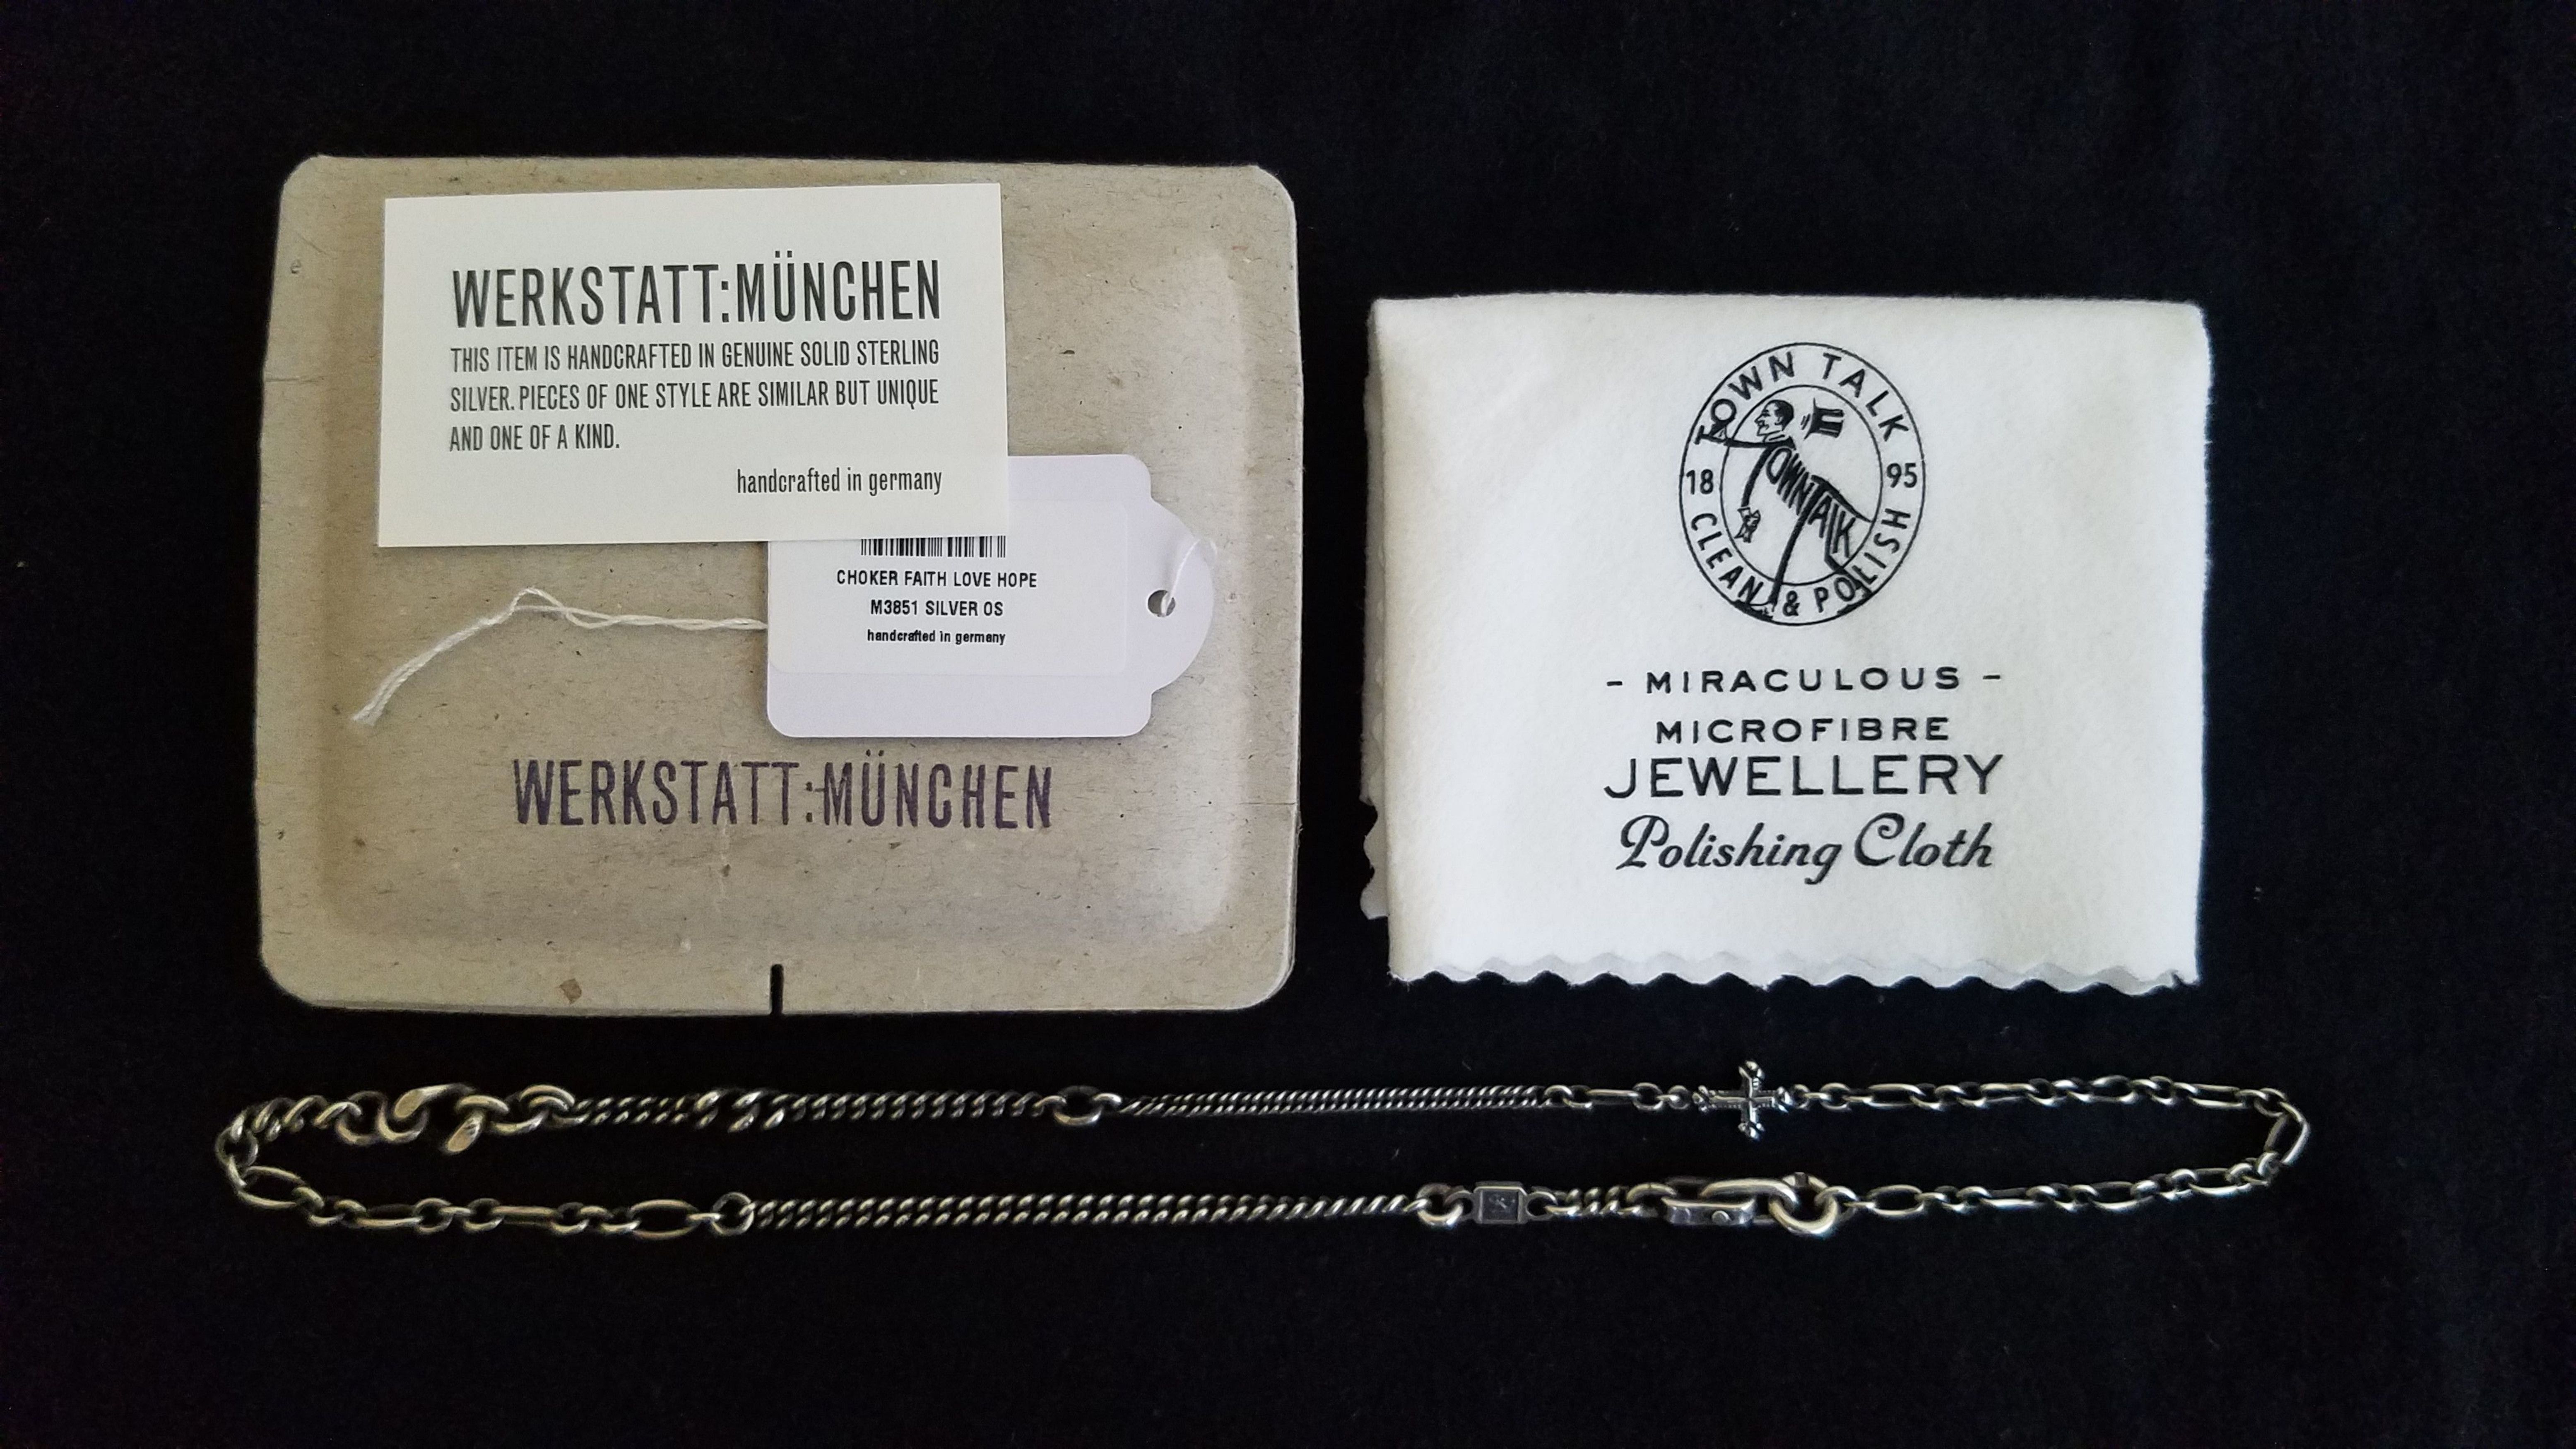 WERKSTATT:MÜNCHEN
THIS ITEM IS HANDCRAFTED IN GENUINE SOLID STERLING
SILVER. PIECES OF ONE STYLE ARE SIMILAR BUT UNIQUE
AND ONE OF A KIND.
handcrafted in germany
CHOKER FAITH LOVE HOPE
M3851 SILVER OS
handcrafted in germany
WERKSTATT:MÜNCHEN
TOWN TALK
TOWN TALK
18 95
CLEAN & POLISH
- MIRACULOUS -
MICROFIBRE
JEWELLERY
Polishing Cloth